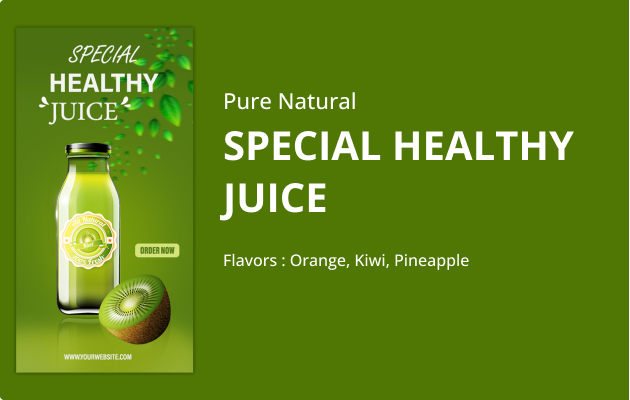 SPECIAL
HEALTHY
JUICE
ORDER NOW
WWW.YOURWEBSITE.COM
Pure Natural
SPECIAL HEALTHY
JUICE
Flavors : Orange, Kiwi, Pineapple